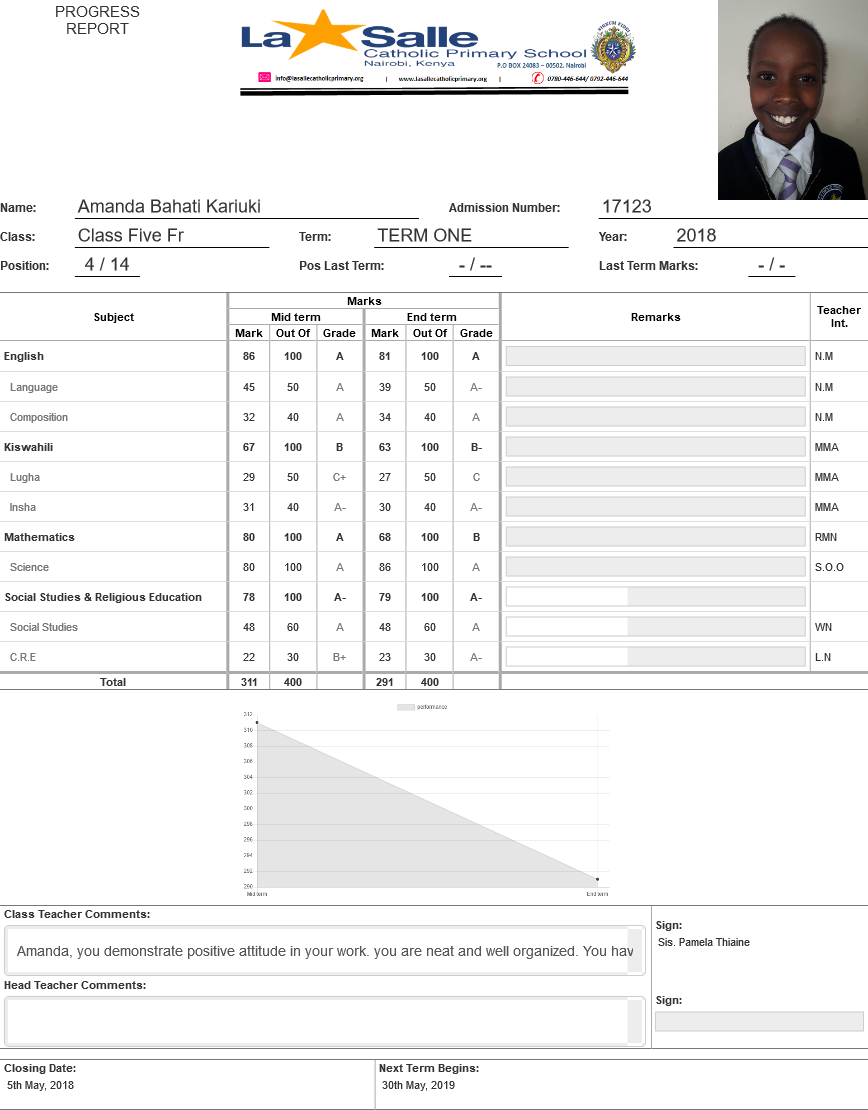 PROGRESS
REPORT
La Salle
Catholic Primary School
Nairobi, Kenya
P.O BOX 24083 – 00502. Nairobi
info@lasallecatholicprimary.org | www.lasallecatholicprimary.org | 0780-446-644/ 0792-446-644
Name: Amanda Bahati Kariuki Admission Number: 17123
Class: Class Five Fr Term: TERM ONE Year: 2018
Position: 4 / 14 Pos Last Term: - / -- Last Term Marks: - / -
Subject Marks Remarks Teacher Int.
Mid term End term
Mark Out Of Grade Mark Out Of Grade
English 86 100 A 81 100 A N.M
Language 45 50 A 39 50 A- N.M
Composition 32 40 A 34 40 A N.M
Kiswahili 67 100 B 63 100 B- MMA
Lugha 29 50 C+ 27 50 C MMA
Insha 31 40 A- 30 40 A- MMA
Mathematics 80 100 A 68 100 B RMN
Science 80 100 A 86 100 A S.O.O
Social Studies & Religious Education 78 100 A- 79 100 A-
Social Studies 48 60 A 48 60 A WN
C.R.E 22 30 B+ 23 30 A- L.N
Total 311 400 291 400
performance
312
310
308
306
304
302
300
298
296
294
292
290
Mid term End term
Class Teacher Comments:
Amanda, you demonstrate positive attitude in your work. you are neat and well organized. You hav
Sign:
Sis. Pamela Thiaine
Head Teacher Comments:
Sign:
Closing Date: Next Term Begins:
5th May, 2018 30th May, 2019